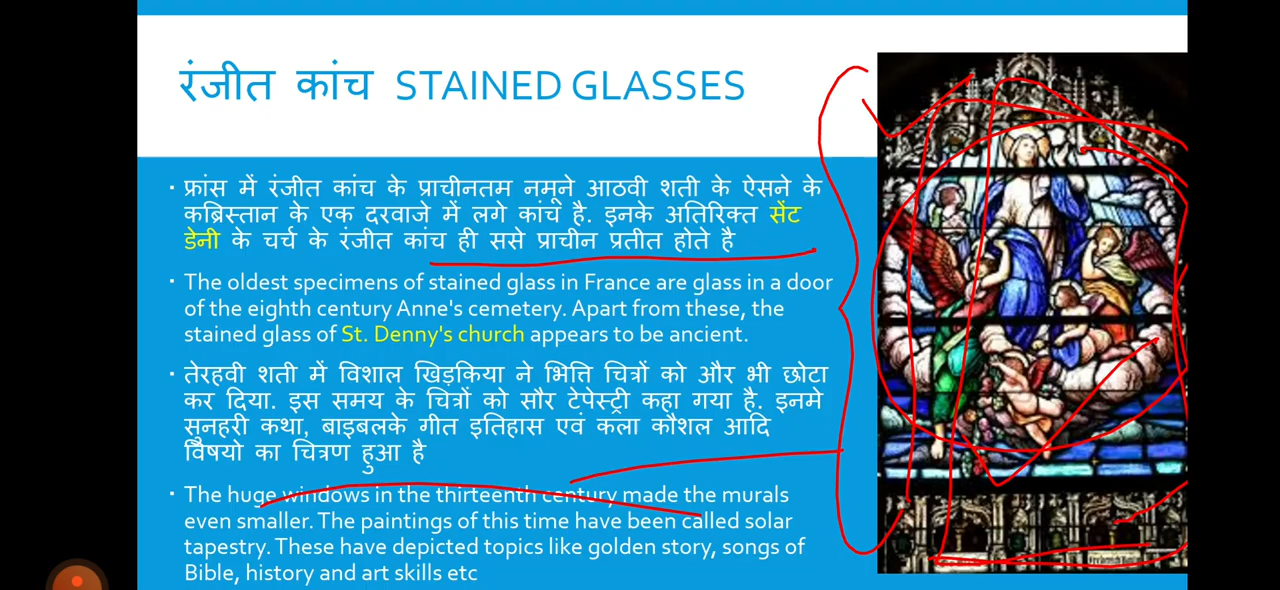 रंजीत कांच STAINED GLASSES
फ्रांस में रंजीत कांच के प्राचीनतम नमूने आठवी शती के ऐसने के
कब्रिस्तान के एक दरवाजे में लगे कांच है. इनके अतिरिक्त सेंट
डेनी के चर्च के रंजीत कांच ही ससे प्राचीन प्रतीत होते है
The oldest specimens of stained glass in France are glass in a door
of the eighth century Anne's cemetery. Apart from these, the
stained glass of St. Denny's church appears to be ancient.
तेरहवी शती में विशाल खिड़किया ने भित्ति चित्रों को और भी छोटा
कर दिया. इस समय के चित्रों को सौर टेपेस्ट्री कहा गया है. इनमे
सुनहरी कथा, बाइबलके गीत इतिहास एवं कला कौशल आदि
विषयो का चित्रण हुआ है
The huge windows in the thirteenth century made the murals
even smaller. The paintings of this time have been called solar
tapestry. These have depicted topics like golden story, songs of
Bible, history and art skills etc